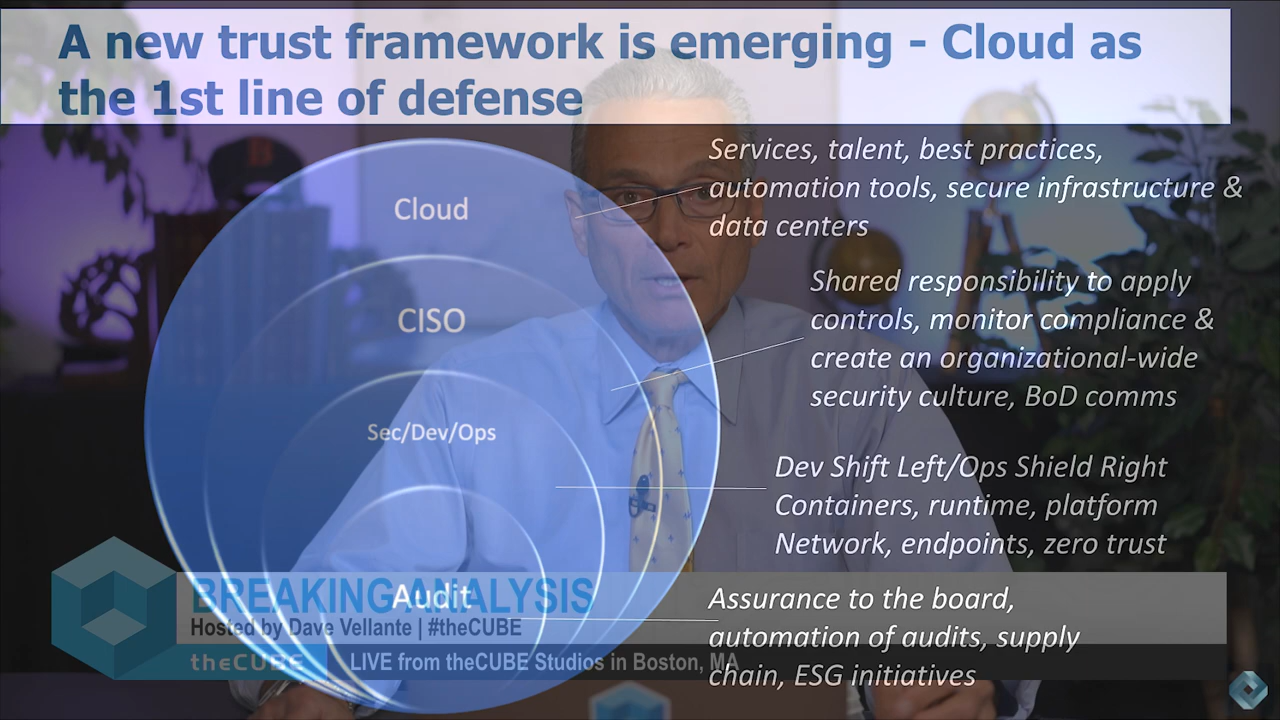 A new trust framework is emerging - Cloud as
the 1st line of defense
Cloud
Services, talent, best practices,
automation tools, secure infrastructure &
data centers
CISO
Shared responsibility to apply
controls, monitor compliance &
create an organizational-wide
security culture, BoD comms
Sec/Dev/Ops
Dev Shift Left/Ops Shield Right
Containers, runtime, platform
Network, endpoints, zero trust
Audit
Assurance to the board,
automation of audits, supply
chain, ESG initiatives
BREAKING ANALYSIS
Hosted by Dave Vellante | #theCUBE
theCUBE
LIVE from theCUBE Studios in Boston, MA
B